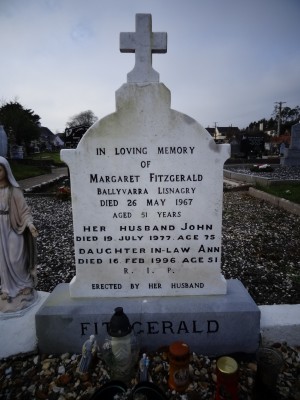 IN LOVING MEMORY
OF
MARGARET FITZGERALD
BALLYVARRA LISNAGRY
DIED 26 MAY 1967
AGED 51 YEARS
HER HUSBAND JOHN
DIED 19 JULY 1977 AGE 75
DAUGHTER-IN-LAW ANN
DIED 16 FEB 1996 AGE 51
R. I. P.
ERECTED BY HER HUSBAND
FITZGERALD